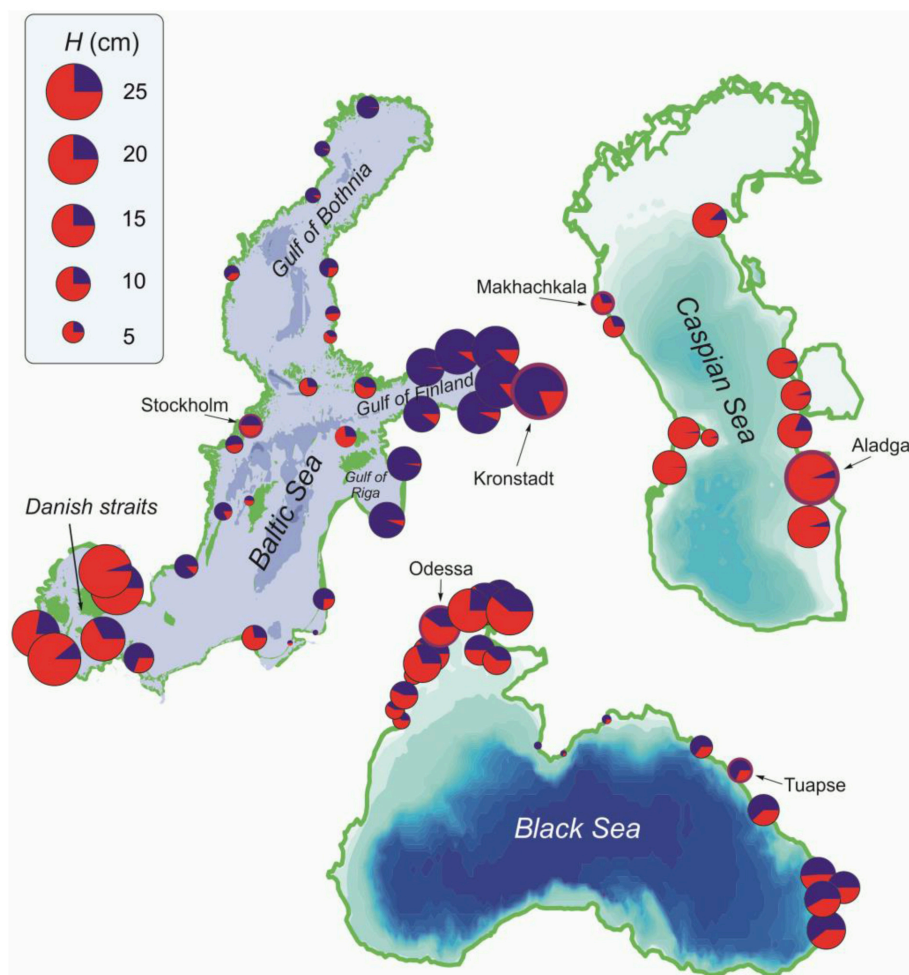 H (cm)
25
20
15
10
5
Gulf of Bothnia
Makhachkala
Caspian Sea
Stockholm
Gulf of Finland
Aladga
Kronstadt
Gulf of
Riga
Baltic Sea
Danish straits
Odessa
Tuapse
Black Sea